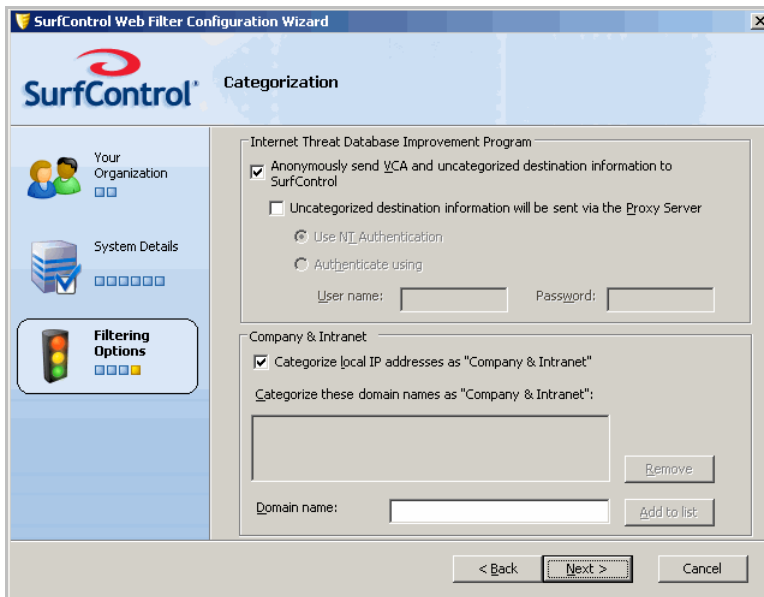 SurfControl Web Filter Configuration Wizard
SurfControl
Categorization
Your
Organization
System Details
Filtering
Options
Internet Threat Database Improvement Program
Anonymously send VCA and uncategorized destination information to
SurfControl
Uncategorized destination information will be sent via the Proxy Server
Use NT Authentication
Authenticate using
User name:
Password:
Company & Intranet
Categorize local IP addresses as "Company & Intranet"
Categorize these domain names as "Company & Intranet":
Remove
Domain name:
Add to list
< Back
Next >
Cancel